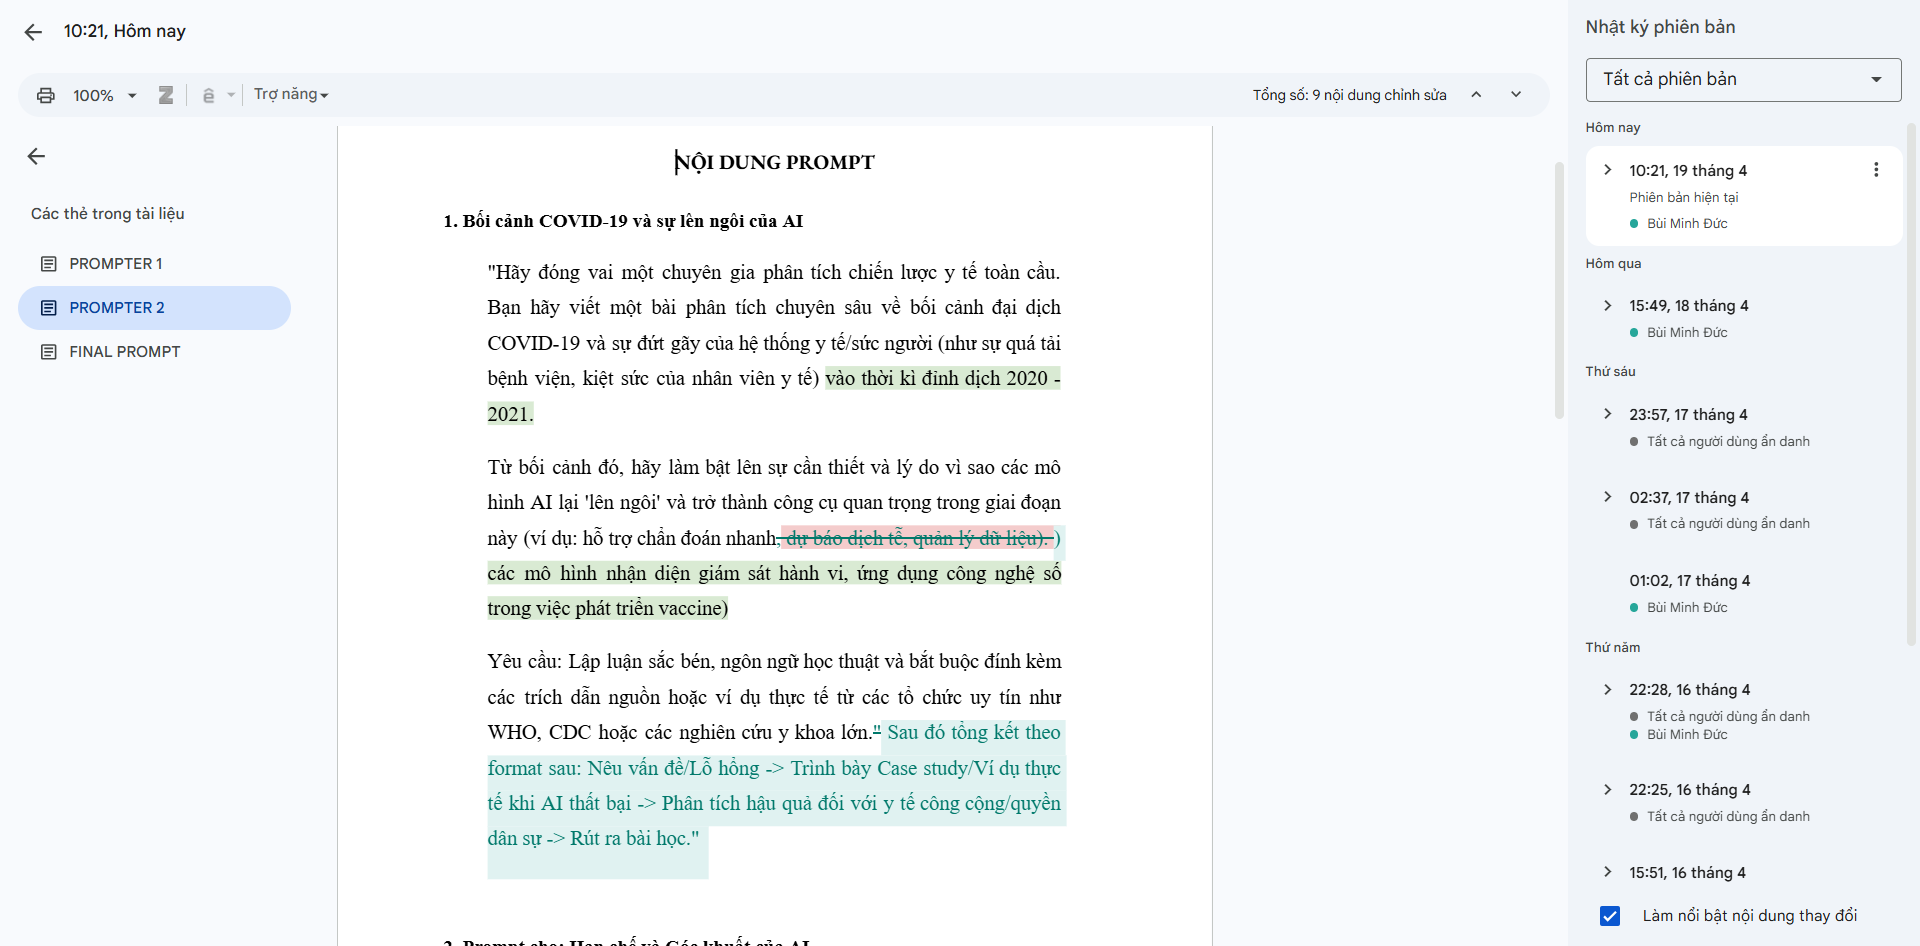 10:21, Hôm nay
100%
Trợ năng
Tổng số: 9 nội dung chỉnh sửa
Các thẻ trong tài liệu
PROMPTER 1
PROMPTER 2
FINAL PROMPT
NỘI DUNG PROMPT
1. Bối cảnh COVID-19 và sự lên ngôi của AI
"Hãy đóng vai một chuyên gia phân tích chiến lược y tế toàn cầu.
Bạn hãy viết một bài phân tích chuyên sâu về bối cảnh đại dịch
COVID-19 và sự đứt gãy của hệ thống y tế/sức người (như sự quá tải
bệnh viện, kiệt sức của nhân viên y tế) vào thời kì đỉnh dịch 2020 -
2021.
Từ bối cảnh đó, hãy làm bật lên sự cần thiết và lý do vì sao các mô
hình AI lại 'lên ngôi' và trở thành công cụ quan trọng trong giai đoạn
này (ví dụ: hỗ trợ chẩn đoán nhanh, dự báo dịch tễ, quản lý dữ liệu). )
các mô hình nhận diện giám sát hành vi, ứng dụng công nghệ số
trong việc phát triển vaccine)
Yêu cầu: Lập luận sắc bén, ngôn ngữ học thuật và bắt buộc đính kèm
các trích dẫn nguồn hoặc ví dụ thực tế từ các tổ chức uy tín như
WHO, CDC hoặc các nghiên cứu y khoa lớn." Sau đó tổng kết theo
format sau: Nêu vấn đề/Lỗ hổng -> Trình bày Case study/Ví dụ thực
tế khi AI thất bại -> Phân tích hậu quả đối với y tế công cộng/quyền
dân sự -> Rút ra bài học."
2. Prompt cho: Hạn chế và Góc khuất của AI
Nhật ký phiên bản
Tất cả phiên bản
Hôm nay
10:21, 19 tháng 4
Phiên bản hiện tại
Bùi Minh Đức
Hôm qua
15:49, 18 tháng 4
Bùi Minh Đức
Thứ sáu
23:57, 17 tháng 4
Tất cả người dùng ẩn danh
02:37, 17 tháng 4
Tất cả người dùng ẩn danh
01:02, 17 tháng 4
Bùi Minh Đức
Thứ năm
22:28, 16 tháng 4
Tất cả người dùng ẩn danh
Bùi Minh Đức
22:25, 16 tháng 4
Tất cả người dùng ẩn danh
15:51, 16 tháng 4
Làm nổi bật nội dung thay đổi